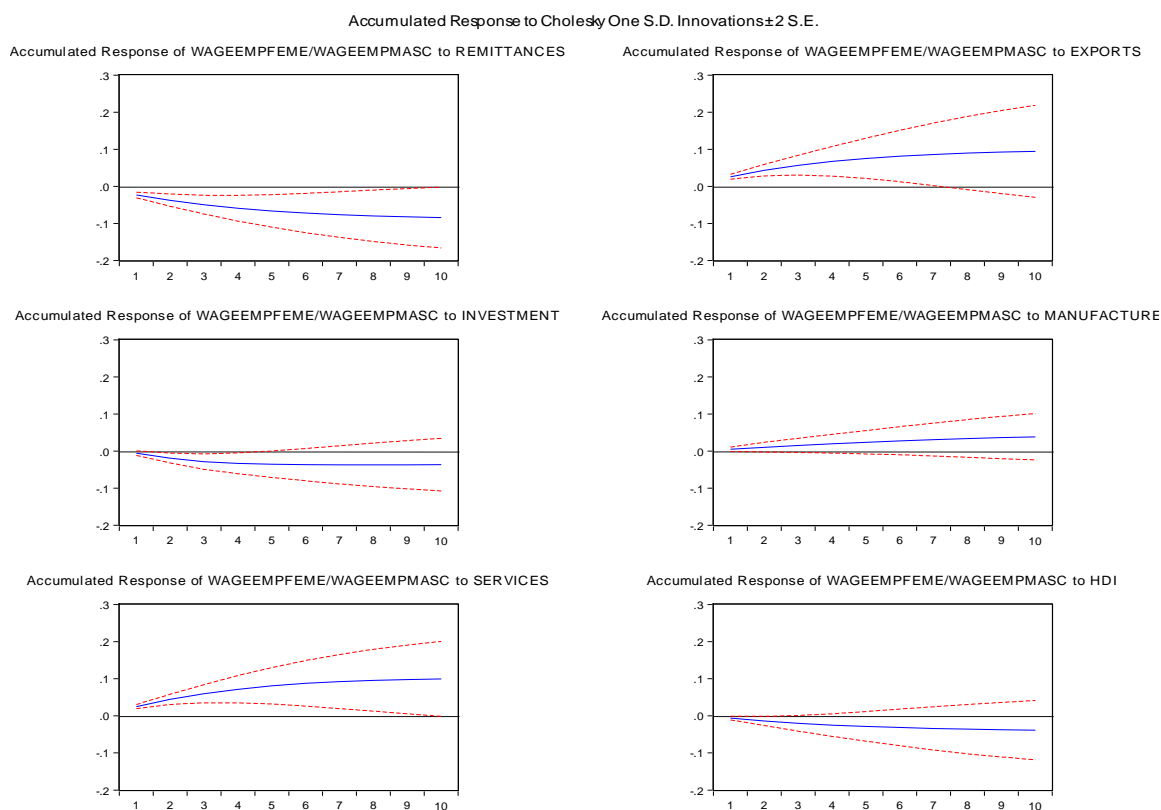 Accumulated Response to Cholesky One S.D. Innovations ± 2 S.E.
Accumulated Response of WAGEEMPFEME/WAGEEMPMASC to REMITTANCES
.3
.2
.1
.0
-.1
-.2
1 2 3 4 5 6 7 8 9 10
Accumulated Response of WAGEEMPFEME/WAGEEMPMASC to EXPORTS
.3
.2
.1
.0
-.1
-.2
1 2 3 4 5 6 7 8 9 10
Accumulated Response of WAGEEMPFEME/WAGEEMPMASC to INVESTMENT
.3
.2
.1
.0
-.1
-.2
1 2 3 4 5 6 7 8 9 10
Accumulated Response of WAGEEMPFEME/WAGEEMPMASC to MANUFACTURE
.3
.2
.1
.0
-.1
-.2
1 2 3 4 5 6 7 8 9 10
Accumulated Response of WAGEEMPFEME/WAGEEMPMASC to SERVICES
.3
.2
.1
.0
-.1
-.2
1 2 3 4 5 6 7 8 9 10
Accumulated Response of WAGEEMPFEME/WAGEEMPMASC to HDI
.3
.2
.1
.0
-.1
-.2
1 2 3 4 5 6 7 8 9 10